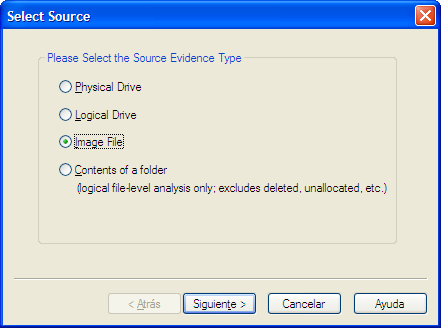 Select Source
Please Select the Source Evidence Type
Physical Drive
Logical Drive
Image File
Contents of a folder
(logical file-level analysis only; excludes deleted, unallocated, etc.)
< Atrás Siguiente > Cancelar Ayuda